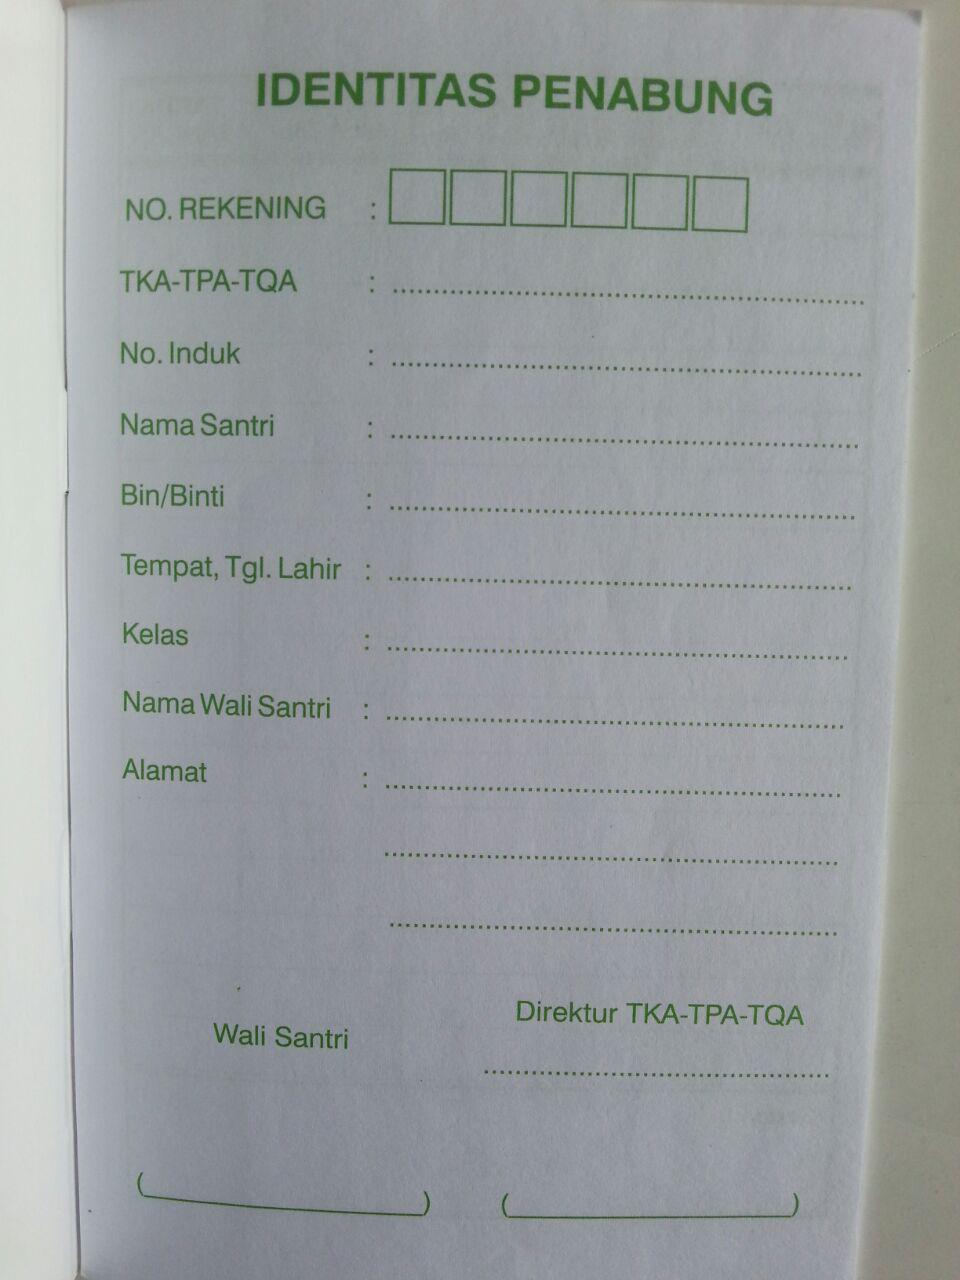 IDENTITAS PENABUNG
NO. REKENING :
TKA-TPA-TQA : ............................................................
No. Induk : ............................................................
Nama Santri : ............................................................
Bin/Binti : ............................................................
Tempat, Tgl. Lahir : ............................................................
Kelas : ............................................................
Nama Wali Santri : ............................................................
Alamat : ............................................................
............................................................
............................................................
Direktur TKA-TPA-TQA
Wali Santri
............................................
(                    ) (                    )